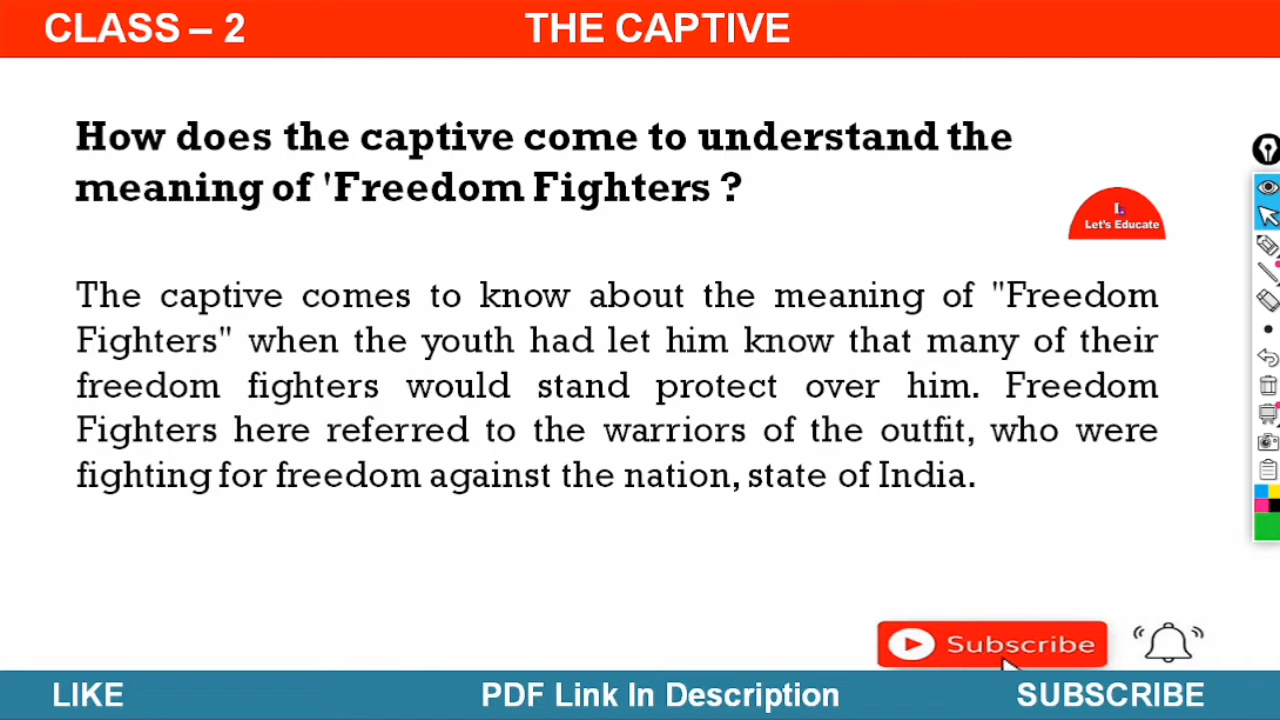 CLASS – 2
THE CAPTIVE
How does the captive come to understand the
meaning of 'Freedom Fighters ?
L
Let's Educate
The captive comes to know about the meaning of "Freedom
Fighters" when the youth had let him know that many of their
freedom fighters would stand protect over him. Freedom
Fighters here referred to the warriors of the outfit, who were
fighting for freedom against the nation, state of India.
Subscribe
LIKE
PDF Link In Description
SUBSCRIBE